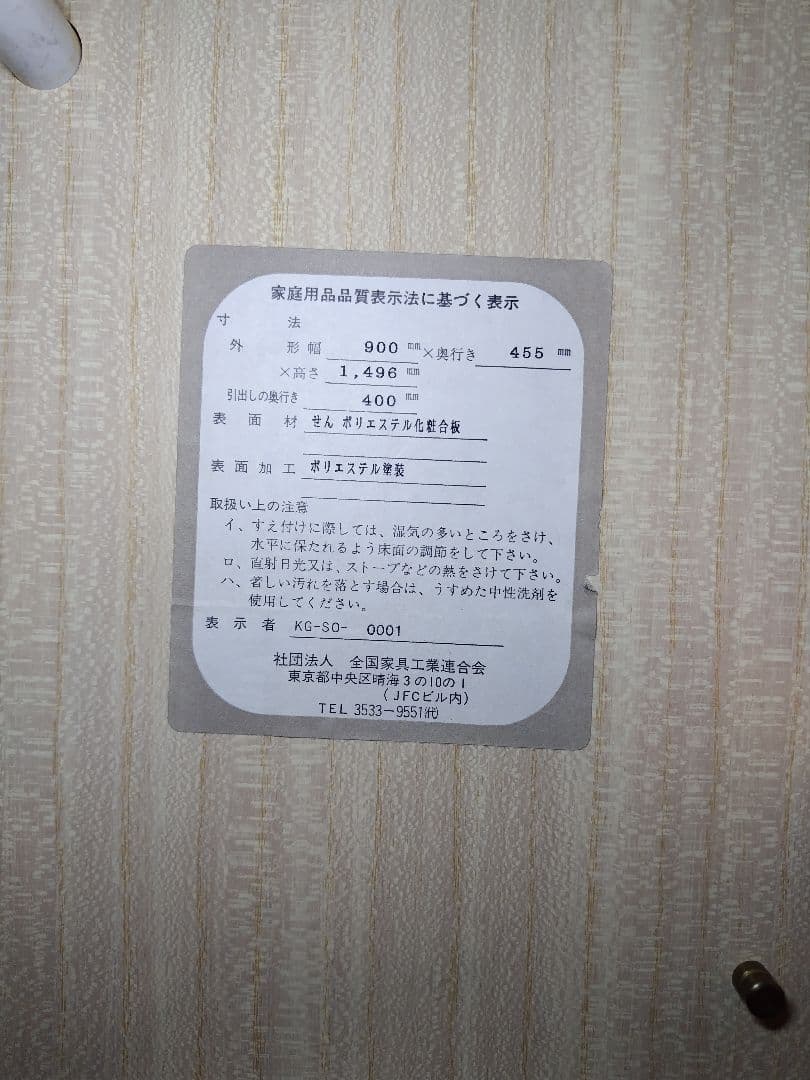 家庭用品品質表示法に基づく表示
寸法
外形幅 900 mm ×奥行き 455 mm
×高さ 1,496 mm
引出しの奥行き 400 mm
表面材 せん ポリエステル化粧合板
表面加工 ポリエステル塗装
取扱い上の注意
イ、すえ付けに際しては、湿気の多いところをさけ、
水平に保たれるよう床面の調節をして下さい。
ロ、直射日光又は、ストーブなどの熱をさけて下さい。
ハ、著しい汚れを落とす場合は、うすめた中性洗剤を
使用してください。
表示者 KG-SO- 0001
社団法人 全国家具工業連合会
東京都中央区晴海3の10の1
(JFCビル内)
TEL 3533-9551㈹